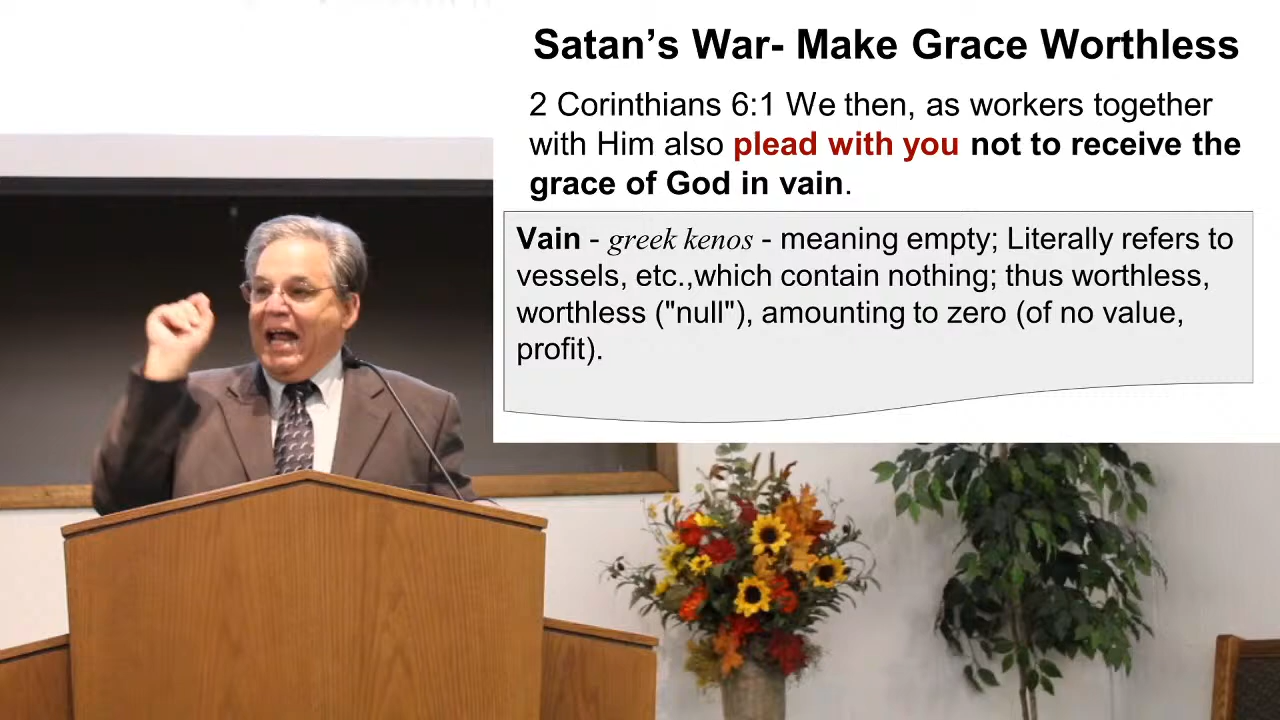 Satan’s War- Make Grace Worthless
2 Corinthians 6:1 We then, as workers together
with Him also plead with you not to receive the
grace of God in vain.
Vain - greek kenos - meaning empty; Literally refers to
vessels, etc.,which contain nothing; thus worthless,
worthless ("null"), amounting to zero (of no value,
profit).